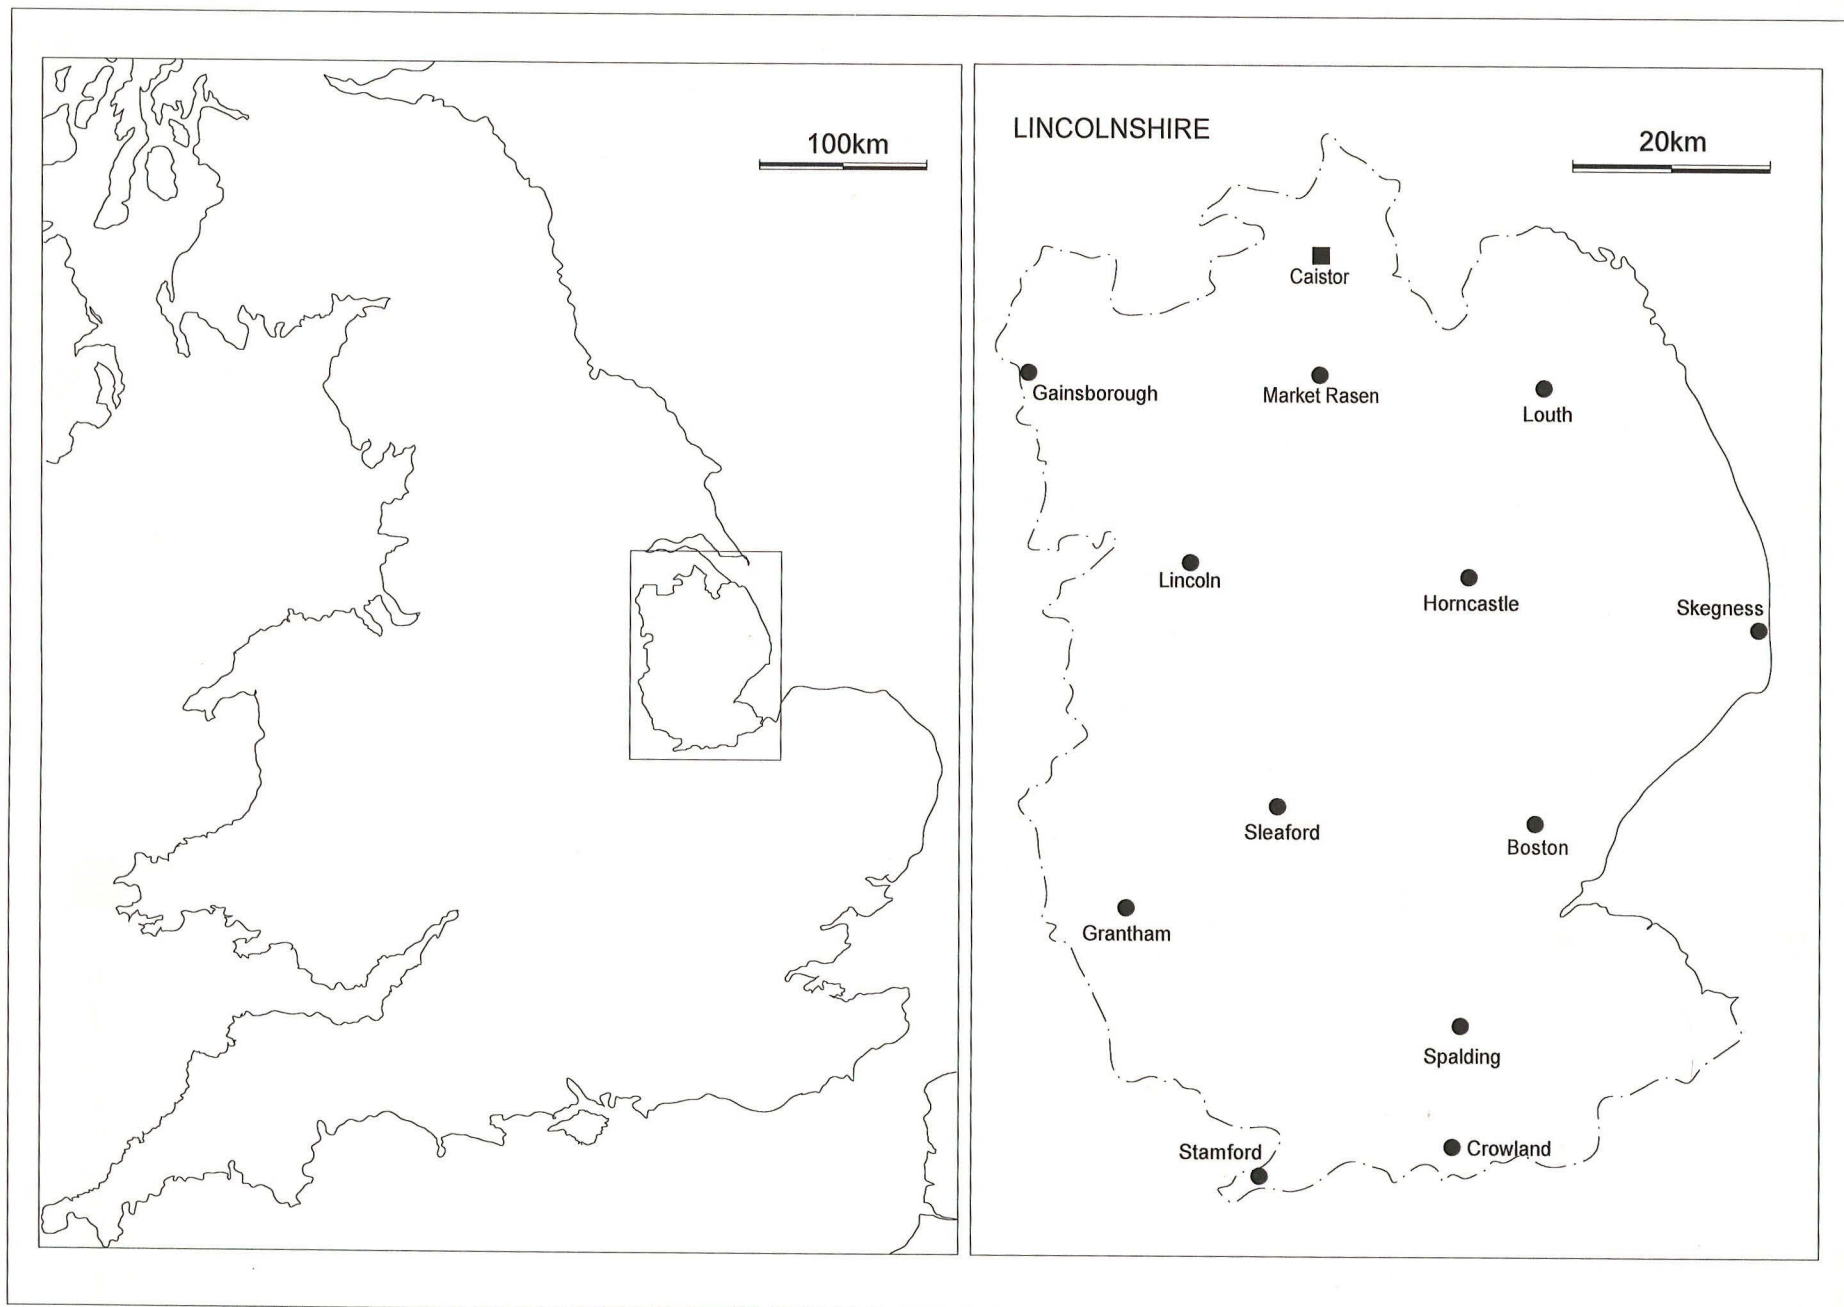 100km
LINCOLNSHIRE
20km
Caistor
Gainsborough
Market Rasen
Louth
Lincoln
Horncastle
Skegness
Sleaford
Boston
Grantham
Spalding
Stamford
Crowland